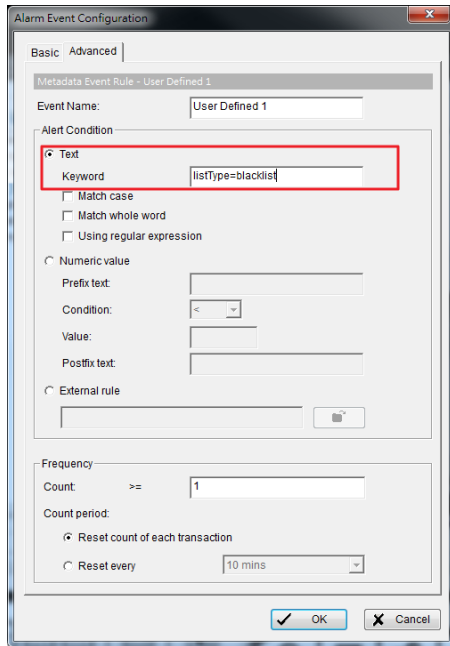 Alarm Event Configuration
Basic Advanced
Metadata Event Rule - User Defined 1
Event Name: User Defined 1
Alert Condition
Text
Keyword listType=blacklist
Match case
Match whole word
Using regular expression
Numeric value
Prefix text:
Condition: <
Value:
Postfix text:
External rule
Frequency
Count: >= 1
Count period:
Reset count of each transaction
Reset every 10 mins
OK Cancel